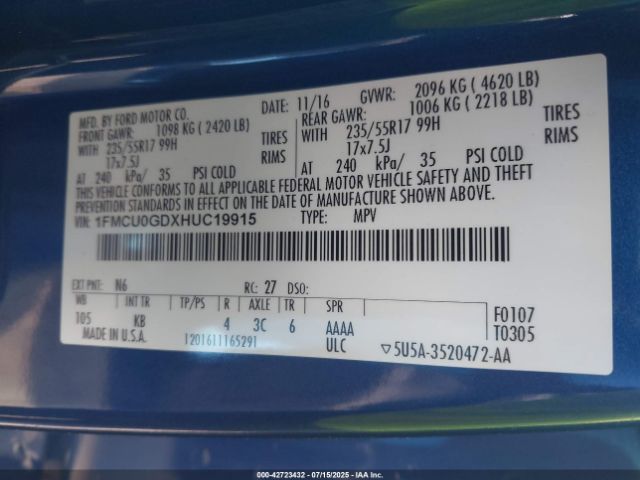 MFD. BY FORD MOTOR CO. DATE: 11/16 GVWR: 2096 KG ( 4620 LB)
FRONT GAWR: 1098 KG ( 2420 LB) REAR GAWR: 1006 KG ( 2218 LB)
WITH 235/55R17 99H TIRES WITH 235/55R17 99H TIRES
17x7.5J RIMS 17x7.5J RIMS
AT 240 kPa/ 35 PSI COLD AT 240 kPa/ 35 PSI COLD
THIS VEHICLE CONFORMS TO ALL APPLICABLE FEDERAL MOTOR VEHICLE SAFETY AND THEFT
PREVENTION STANDARDS IN EFFECT ON THE DATE OF MANUFACTURE SHOWN ABOVE.
VIN: 1FMCU0GDXHUC19915 TYPE: MPV
EXT PNT: N6 RC: 27 DSO:
WB INT TR TP/PS R AXLE TR SPR
105 KB 4 3C 6 AAAA
MADE IN U.S.A. 1201611165291 ULC
F0107
T0305
▽5U5A-3520472-AA
000-42723432 - 07/15/2025 - IAA Inc.